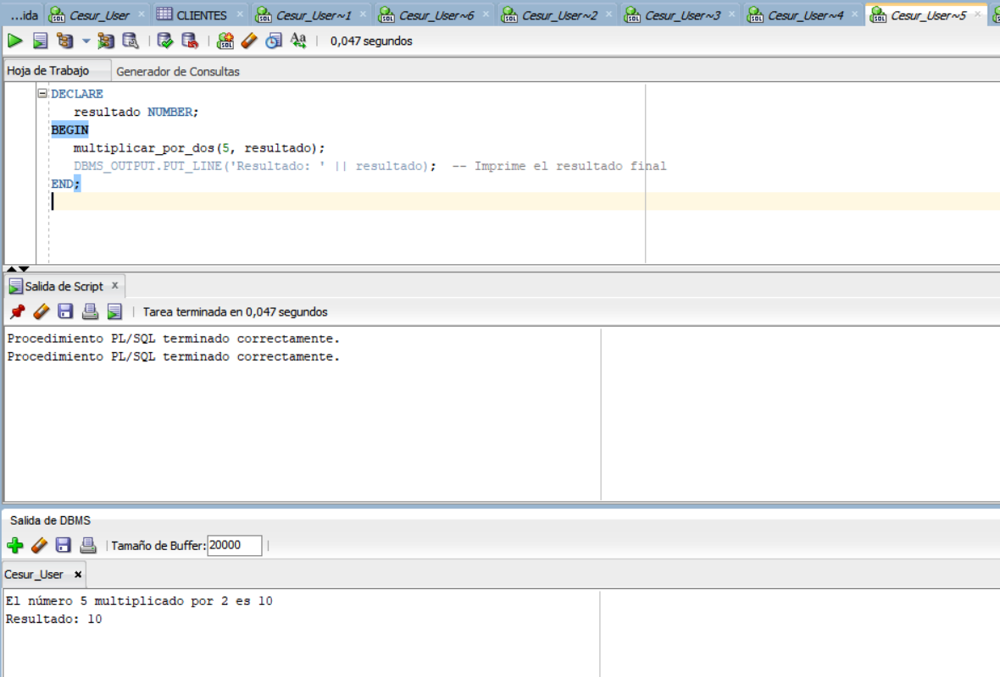 ...ida Cesur_User CLIENTES Cesur_User~1 Cesur_User~6 Cesur_User~2 Cesur_User~3 Cesur_User~4 Cesur_User~5
0,047 segundos
Hoja de Trabajo Generador de Consultas
DECLARE
resultado NUMBER;
BEGIN
multiplicar_por_dos(5, resultado);
DBMS_OUTPUT.PUT_LINE('Resultado: ' || resultado);  -- Imprime el resultado final
END;
Salida de Script
Tarea terminada en 0,047 segundos
Procedimiento PL/SQL terminado correctamente.
Procedimiento PL/SQL terminado correctamente.
Salida de DBMS
Tamaño de Buffer: 20000
Cesur_User
El número 5 multiplicado por 2 es 10
Resultado: 10